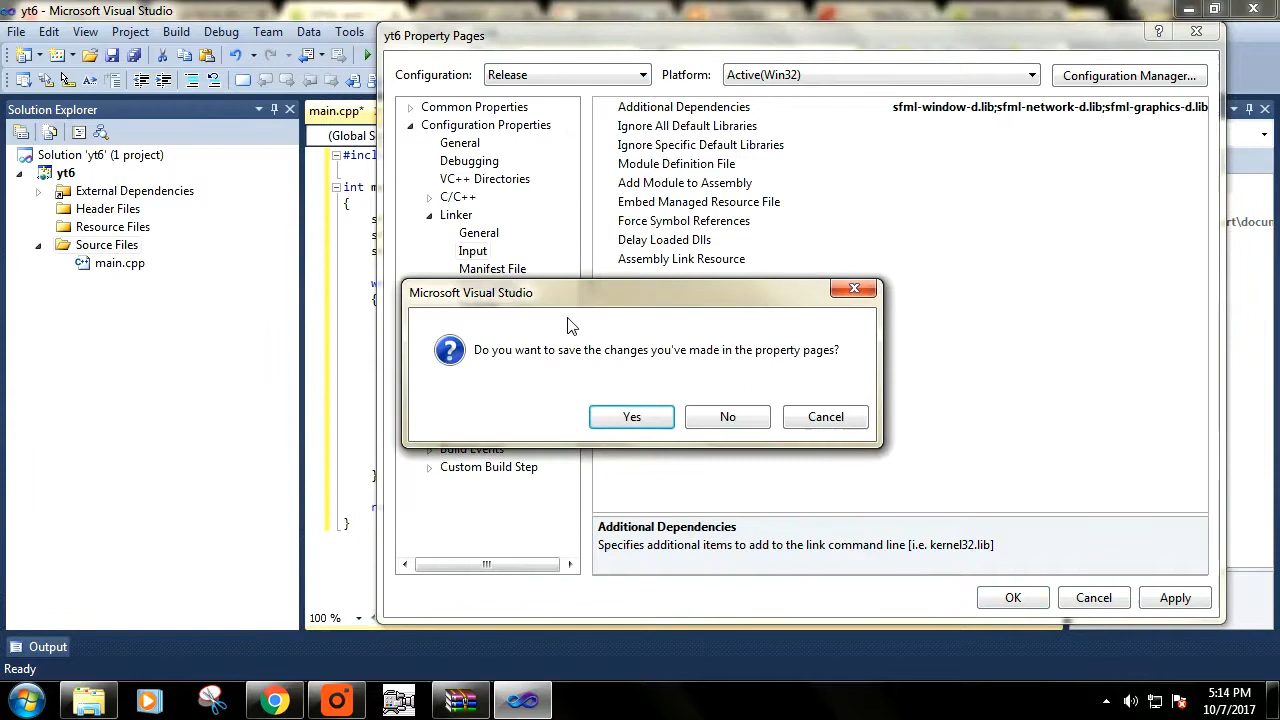 yt6 - Microsoft Visual Studio
File Edit View Project Build Debug Team Data Tools
yt6 Property Pages
Configuration: Release Platform: Active(Win32) Configuration Manager...
Solution Explorer
main.cpp*
(Global S
Solution 'yt6' (1 project)
yt6
External Dependencies
Header Files
Resource Files
Source Files
main.cpp
#incl
int m
{
s
s
s
w
{
}
}
Common Properties
Configuration Properties
General
Debugging
VC++ Directories
C/C++
Linker
General
Input
Manifest File
Build Events
Custom Build Step
Additional Dependencies sfml-window-d.lib;sfml-network-d.lib;sfml-graphics-d.lib
Ignore All Default Libraries
Ignore Specific Default Libraries
Module Definition File
Add Module to Assembly
Embed Managed Resource File
Force Symbol References
Delay Loaded Dlls
Assembly Link Resource
Microsoft Visual Studio
Do you want to save the changes you've made in the property pages?
Yes No Cancel
Additional Dependencies
Specifies additional items to add to the link command line [i.e. kernel32.lib]
OK Cancel Apply
rt\docum
100 %
Output
Ready
5:14 PM
10/7/2017